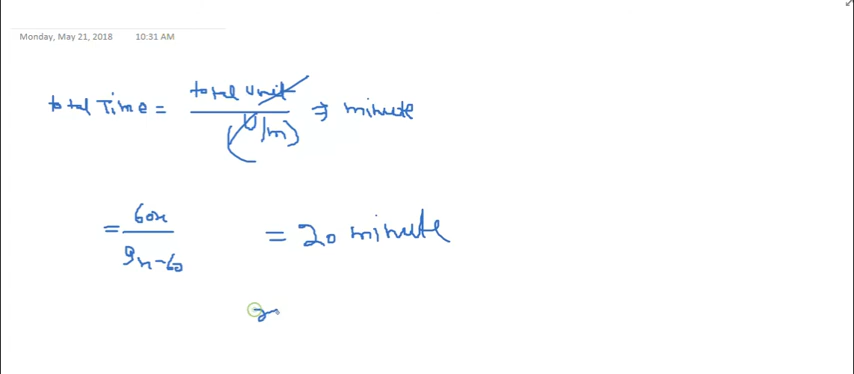 Monday, May 21, 2018 10:31 AM
total Time = total Unit / (U/m) ⇒ minute
= 60x / 9x-60 = 20 minute